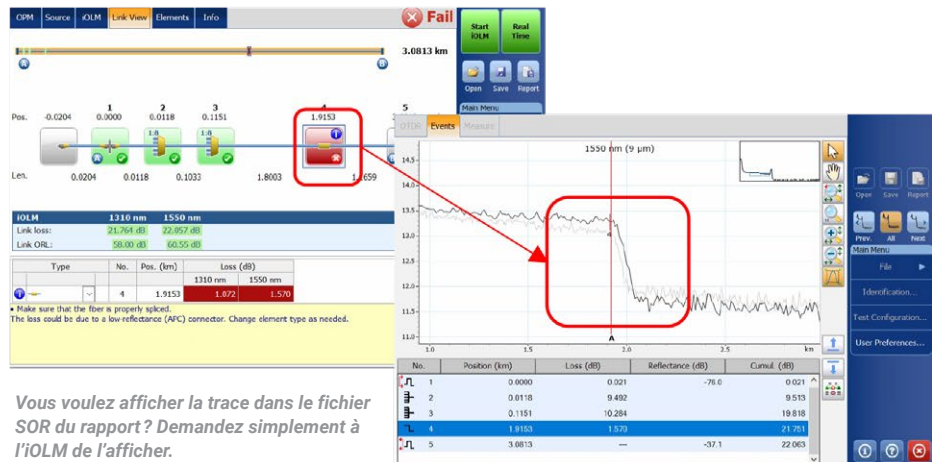 OPM Source iOLM Link View Elements Info
Fail
Start iOLM
Real Time
3.0813 km
A B
Open Save Report
Main Menu
1 2 3 4 5
Pos. -0.0204 0.0000 0.0118 0.1151 1.9153
1:8 1:8
A
Len. 0.0204 0.0118 0.1033 1.8003
iOLM 1310 nm 1550 nm
Link loss: 21.764 dB 22.057 dB
Link ORL: 58.00 dB 60.55 dB
Type No. Pos. (km) Loss (dB)
1310 nm 1550 nm
4 1.9153 1.672 1.570
• Make sure that the fiber is properly spliced.
The loss could be due to a low-reflectance (APC) connector. Change element type as needed.
OTDR Events Measure
1550 nm (9 µm)
14.5
14.0
13.5
13.0
12.5
12.0
11.5
11.0
1.0 1.5 2.0 2.5 km
A
No. Position (km) Loss (dB) Reflectance (dB) Cumul. (dB)
1 0.0000 0.021 -76.0 0.021
2 0.0118 9.492 9.513
3 0.1151 10.284 19.818
4 1.9153 1.570 21.751
5 3.0813 --- -37.1 22.063
Open Save Report
Prev. All Next
Main Menu
File
Identification...
Test Configuration...
User Preferences...
Vous voulez afficher la trace dans le fichier
SOR du rapport ? Demandez simplement à
l’iOLM de l’afficher.